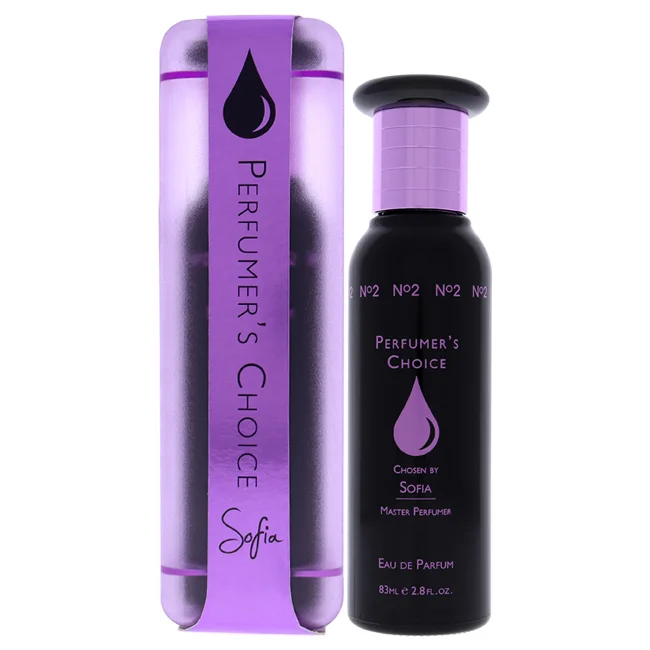 PERFUMER'S CHOICE
Sofia
Nº2 Nº2 Nº2 Nº2
PERFUMER'S
CHOICE
CHOSEN BY
SOFIA
MASTER PERFUMER
EAU DE PARFUM
83ML e 2.8FL.OZ.